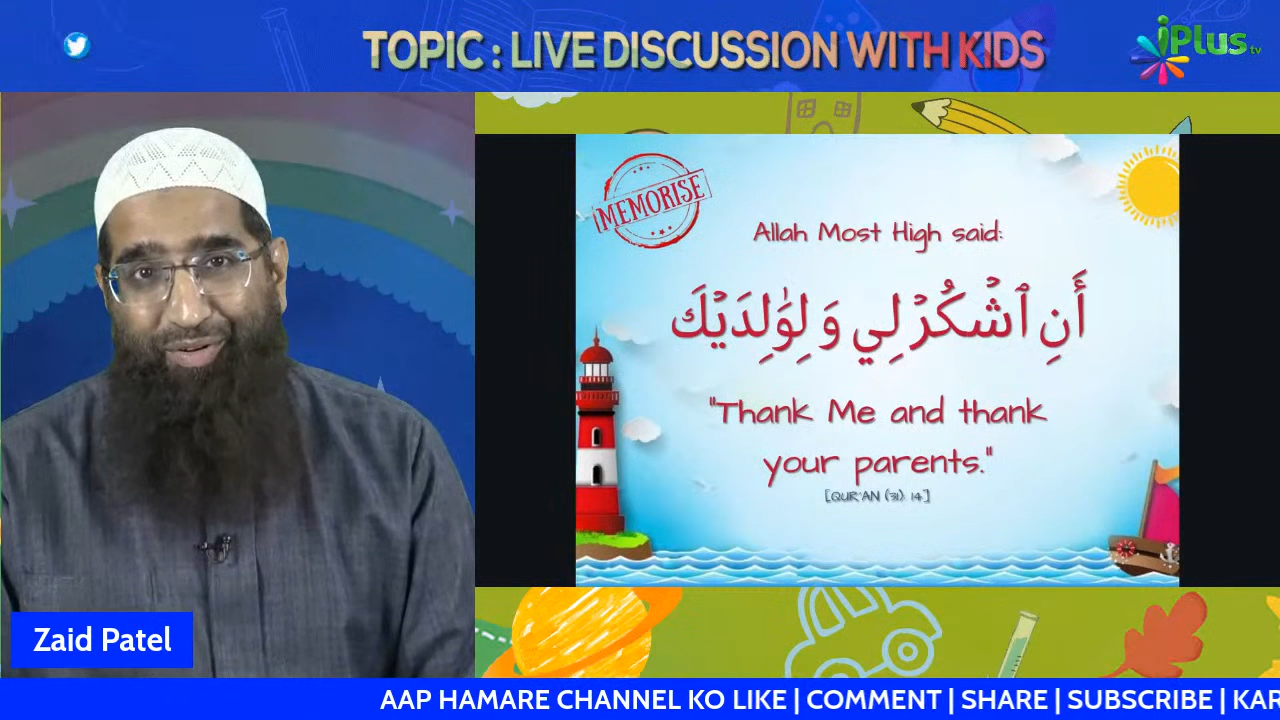 TOPIC : LIVE DISCUSSION WITH KIDS
iPlus tv
MEMORISE
Allah Most High said:
أَنِ ٱشْكُرْ لِي وَ لِوَٰلِدَيْكَ
"Thank Me and thank
your parents."
[QUR'AN (31): 14]
Zaid Patel
AAP HAMARE CHANNEL KO LIKE | COMMENT | SHARE | SUBSCRIBE | KAR